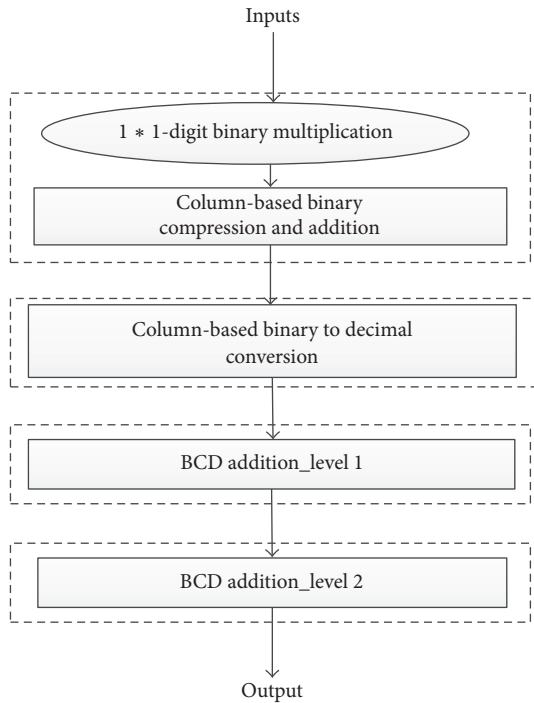 Inputs
1 ∗ 1-digit binary multiplication
Column-based binary
compression and addition
Column-based binary to decimal
conversion
BCD addition_level 1
BCD addition_level 2
Output